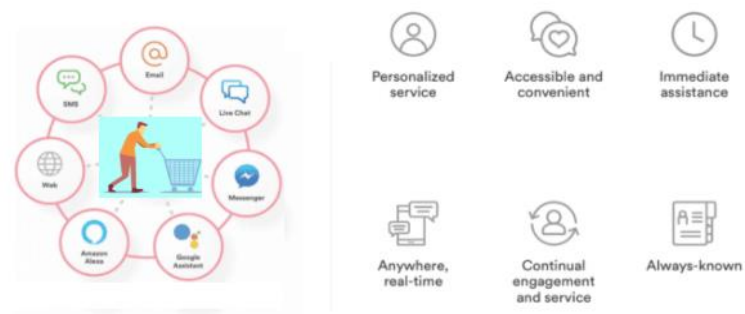 Email
SMS
Live Chat
Web
Messenger
Amazon
Alexa
Google
Assistant
Personalized
service
Accessible and
convenient
Immediate
assistance
Anywhere,
real-time
Continual
engagement
and service
Always-known